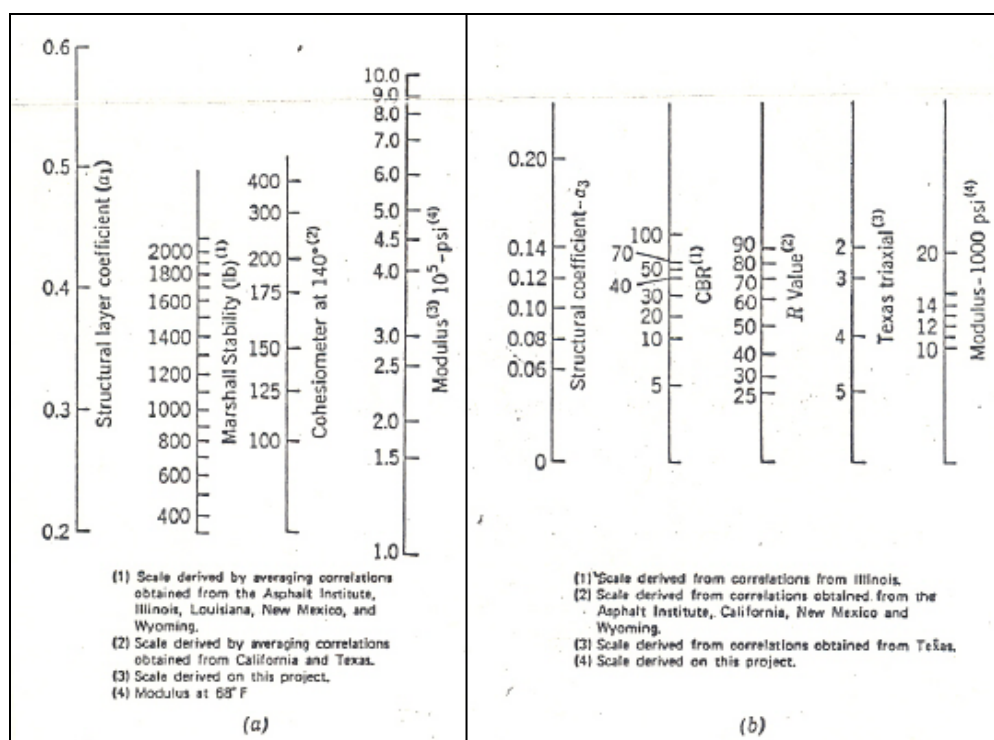 0.6
0.5
0.4
0.3
0.2
Structural layer coefficient (a1)
2000
1800
1600
1400
1200
1000
800
600
400
Marshall Stability (lb)(1)
400
300
200
175
150
125
100
Cohesiometer at 140°(2)
10.0
9.0
8.0
7.0
6.0
5.0
4.5
4.0
3.0
2.5
2.0
1.5
1.0
Modulus(3) 10^5-psi(4)
(1) Scale derived by averaging correlations
obtained from the Asphalt Institute,
Illinois, Louisiana, New Mexico, and
Wyoming.
(2) Scale derived by averaging correlations
obtained from California and Texas.
(3) Scale derived on this project.
(4) Modulus at 68°F
(a)
0.20
0.14
0.12
0.10
0.08
0.06
0
Structural coefficient-a3
100
70
50
40
30
20
10
5
CBR(1)
90
80
70
60
50
40
30
25
R Value(2)
2
3
4
5
Texas triaxial(3)
20
14
12
10
Modulus-1000 psi(4)
(1) Scale derived from correlations from Illinois.
(2) Scale derived from correlations obtained from the
Asphalt Institute, California, New Mexico and
Wyoming.
(3) Scale derived from correlations obtained from Texas.
(4) Scale derived on this project.
(b)